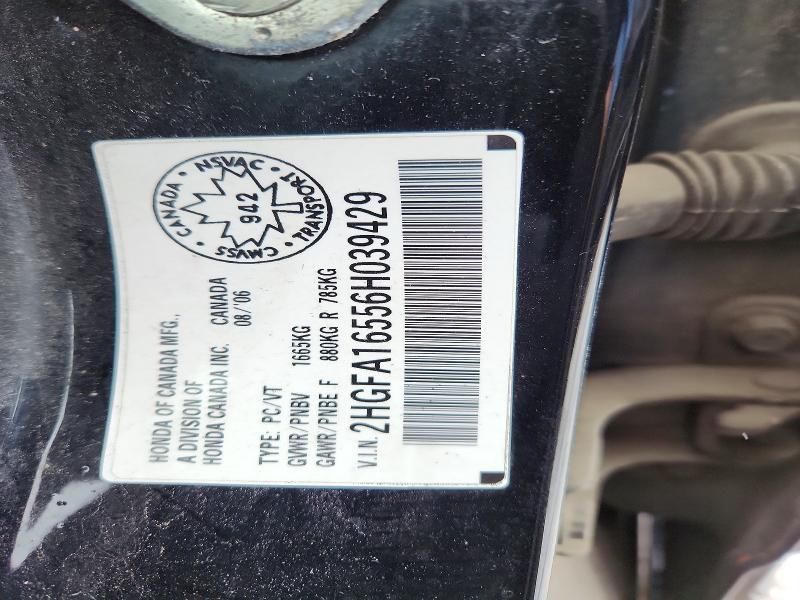 HONDA OF CANADA MFG.,
A DIVISION OF
HONDA CANADA INC. CANADA
08/'06
TYPE: PC/VT
GVWR/PNBV 1665KG
GAWR/PNBE F 880KG R 785KG
V.I.N. 2HGFA16556H039429
CANADA · NSVAC · TRANSPORT · CMVSS ·
942